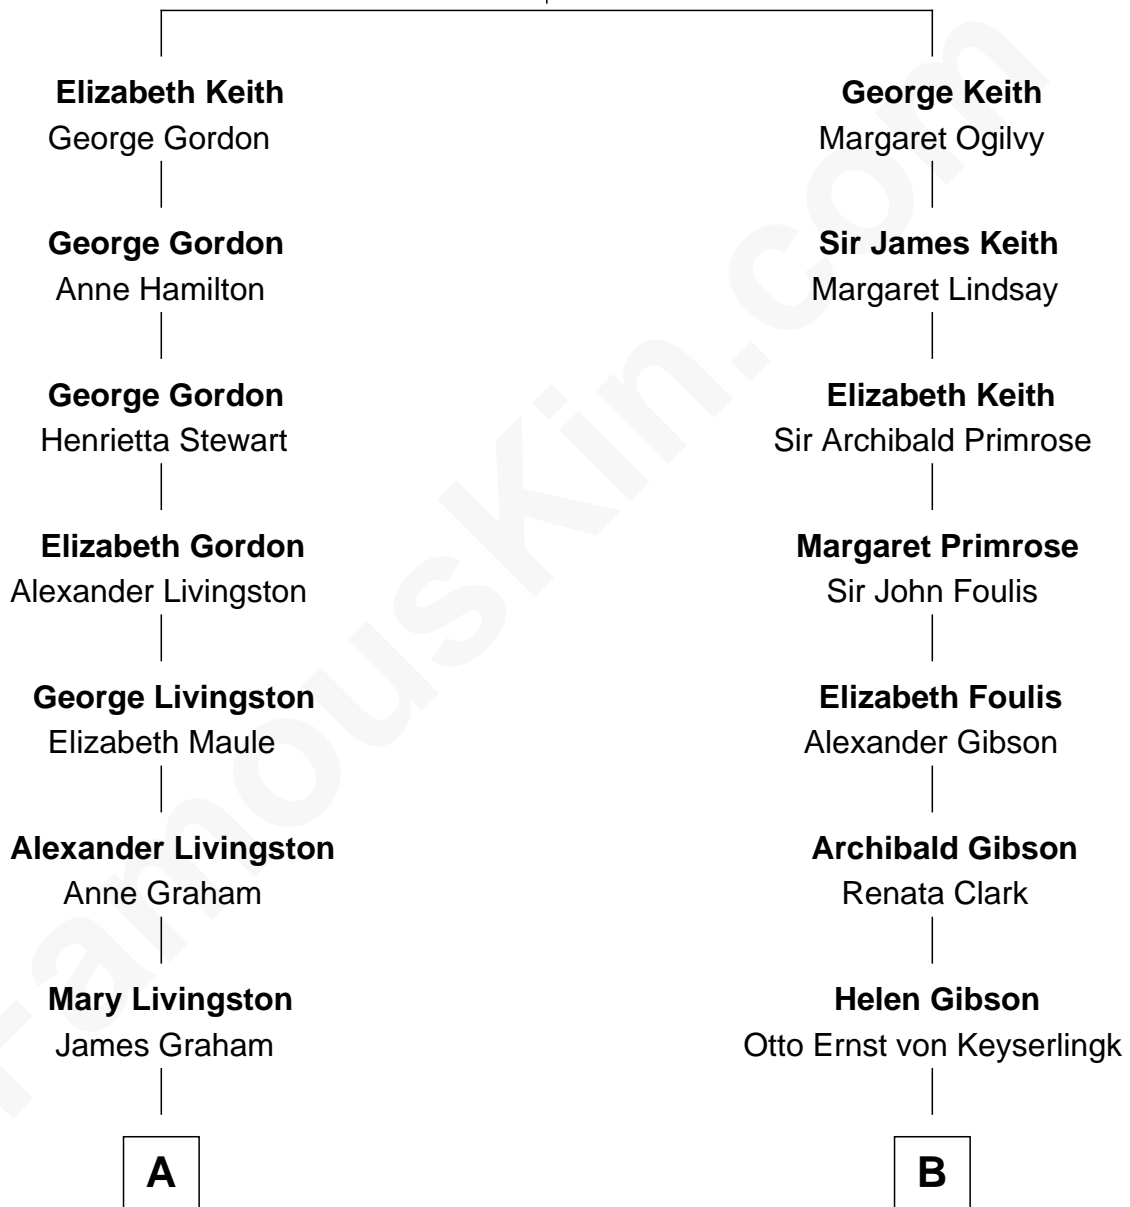 Elizabeth Keith
George Gordon
George Gordon
Anne Hamilton
George Gordon
Henrietta Stewart
Elizabeth Gordon
Alexander Livingston
George Livingston
Elizabeth Maule
Alexander Livingston
Anne Graham
Mary Livingston
James Graham
A
George Keith
Margaret Ogilvy
Sir James Keith
Margaret Lindsay
Elizabeth Keith
Sir Archibald Primrose
Margaret Primrose
Sir John Foulis
Elizabeth Foulis
Alexander Gibson
Archibald Gibson
Renata Clark
Helen Gibson
Otto Ernst von Keyserlingk
B
FamousKin.com